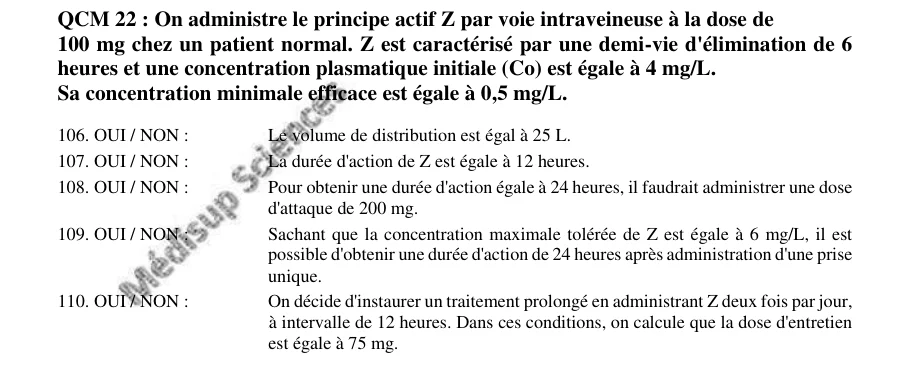 QCM 22 : On administre le principe actif Z par voie intraveineuse à la dose de
100 mg chez un patient normal. Z est caractérisé par une demi-vie d'élimination de 6
heures et une concentration plasmatique initiale (Co) est égale à 4 mg/L.
Sa concentration minimale efficace est égale à 0,5 mg/L.
106. OUI / NON : Le volume de distribution est égal à 25 L.
107. OUI / NON : La durée d'action de Z est égale à 12 heures.
108. OUI / NON : Pour obtenir une durée d'action égale à 24 heures, il faudrait administrer une dose
d'attaque de 200 mg.
109. OUI / NON : Sachant que la concentration maximale tolérée de Z est égale à 6 mg/L, il est
possible d'obtenir une durée d'action de 24 heures après administration d'une prise
unique.
110. OUI / NON : On décide d'instaurer un traitement prolongé en administrant Z deux fois par jour,
à intervalle de 12 heures. Dans ces conditions, on calcule que la dose d'entretien
est égale à 75 mg.
Médisup Sciences